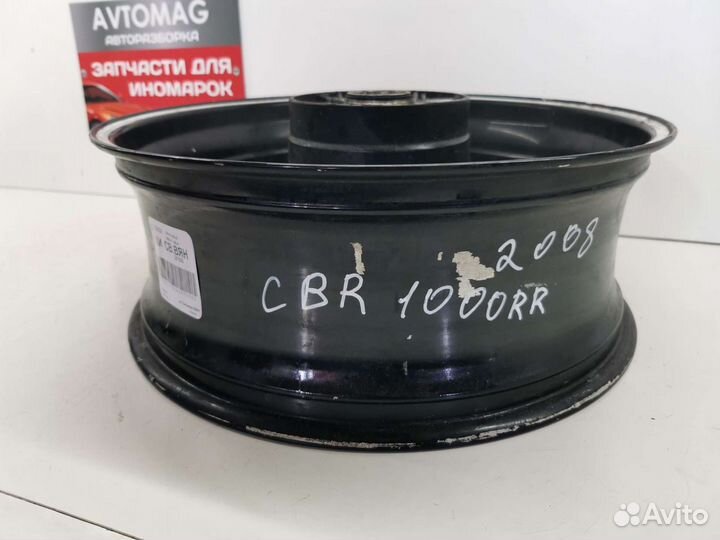 AVTOMAG
АВТОРАЗБОРКА
ЗАПЧАСТИ ДЛЯ
ИНОМАРОК
2008
CBR 1000RR
Avito